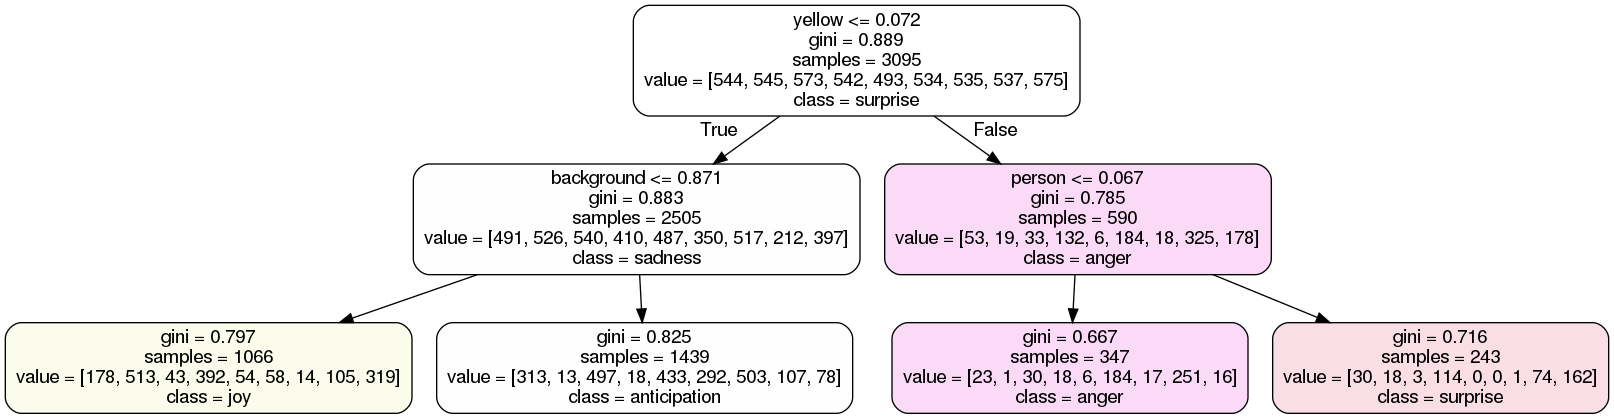 yellow <= 0.072
gini = 0.889
samples = 3095
value = [544, 545, 573, 542, 493, 534, 535, 537, 575]
class = surprise
True
False
background <= 0.871
gini = 0.883
samples = 2505
value = [491, 526, 540, 410, 487, 350, 517, 212, 397]
class = sadness
person <= 0.067
gini = 0.785
samples = 590
value = [53, 19, 33, 132, 6, 184, 18, 325, 178]
class = anger
gini = 0.797
samples = 1066
value = [178, 513, 43, 392, 54, 58, 14, 105, 319]
class = joy
gini = 0.825
samples = 1439
value = [313, 13, 497, 18, 433, 292, 503, 107, 78]
class = anticipation
gini = 0.667
samples = 347
value = [23, 1, 30, 18, 6, 184, 17, 251, 16]
class = anger
gini = 0.716
samples = 243
value = [30, 18, 3, 114, 0, 0, 1, 74, 162]
class = surprise